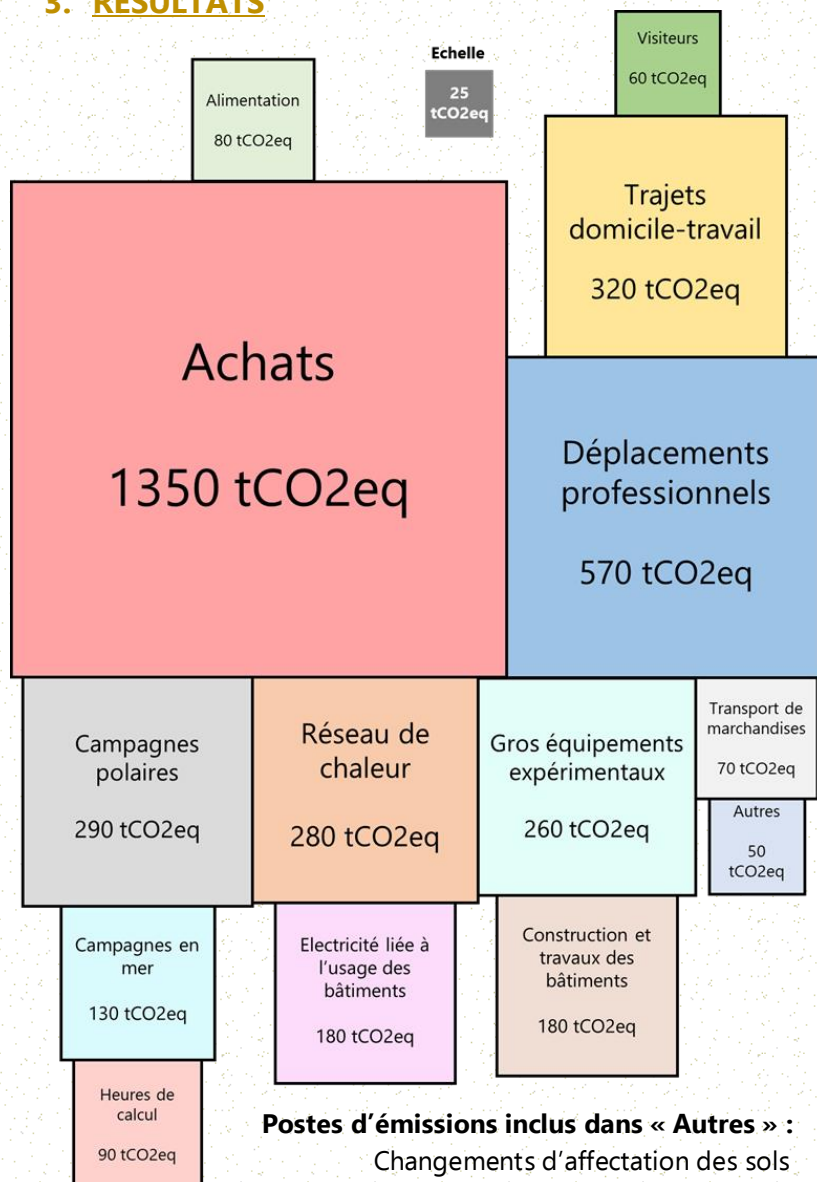 3. RESULTATS
Echelle
25
tCO2eq
Visiteurs
60 tCO2eq
Alimentation
80 tCO2eq
Trajets
domicile-travail
320 tCO2eq
Achats
1350 tCO2eq
Déplacements
professionnels
570 tCO2eq
Campagnes
polaires
290 tCO2eq
Réseau de
chaleur
280 tCO2eq
Gros équipements
expérimentaux
260 tCO2eq
Transport de
marchandises
70 tCO2eq
Autres
50
tCO2eq
Campagnes en
mer
130 tCO2eq
Electricité liée à
l’usage des
bâtiments
180 tCO2eq
Construction et
travaux des
bâtiments
180 tCO2eq
Heures de
calcul
90 tCO2eq
Postes d’émissions inclus dans « Autres » :
Changements d’affectation des sols